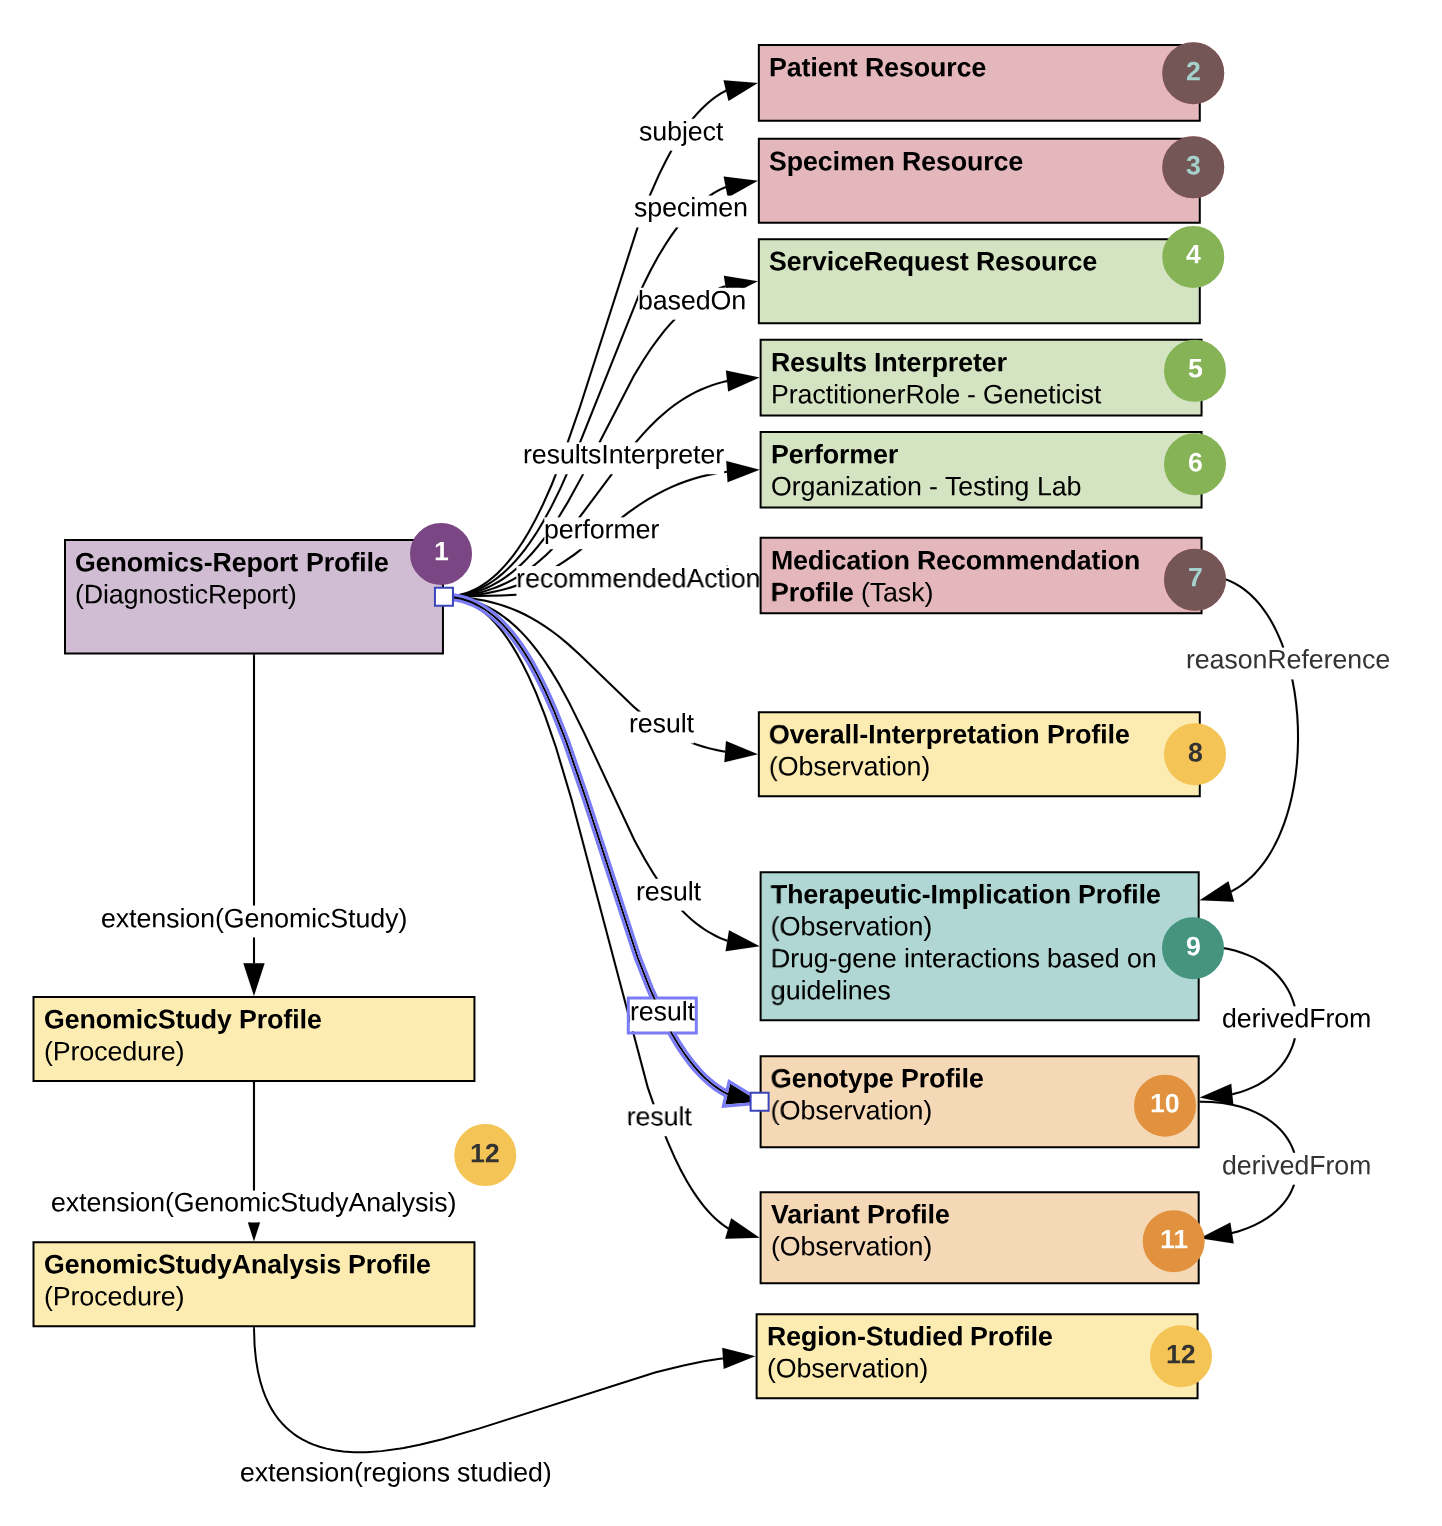 Patient Resource
2
subject
Specimen Resource
3
specimen
ServiceRequest Resource
4
basedOn
Results Interpreter
PractitionerRole - Geneticist
5
resultsInterpreter
Performer
Organization - Testing Lab
6
performer
Genomics-Report Profile
(DiagnosticReport)
1
recommendedAction
Medication Recommendation
Profile (Task)
7
reasonReference
result
Overall-Interpretation Profile
(Observation)
8
result
Therapeutic-Implication Profile
(Observation)
Drug-gene interactions based on
guidelines
9
extension(GenomicStudy)
GenomicStudy Profile
(Procedure)
result
derivedFrom
Genotype Profile
(Observation)
10
result
12
derivedFrom
extension(GenomicStudyAnalysis)
Variant Profile
(Observation)
11
GenomicStudyAnalysis Profile
(Procedure)
Region-Studied Profile
(Observation)
12
extension(regions studied)